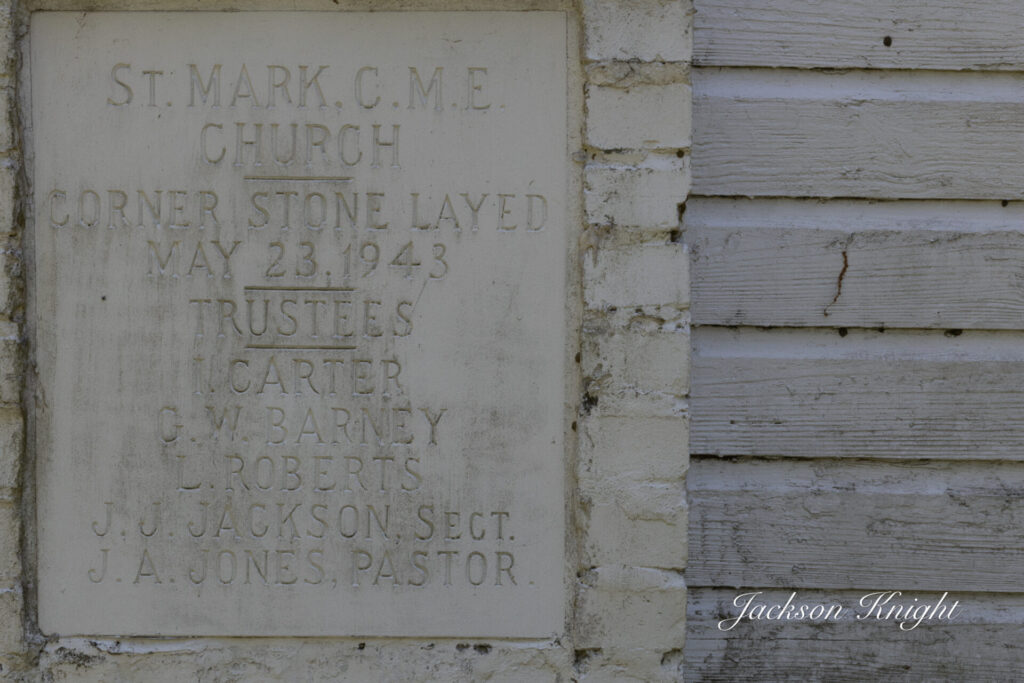 ST. MARK. C.M.E.
CHURCH
CORNER STONE LAYED
MAY 23, 1943
TRUSTEES
I. CARTER
G. W. BARNEY
L. ROBERTS
J. J. JACKSON, SECT.
J. A. JONES, PASTOR.
Jackson Knight